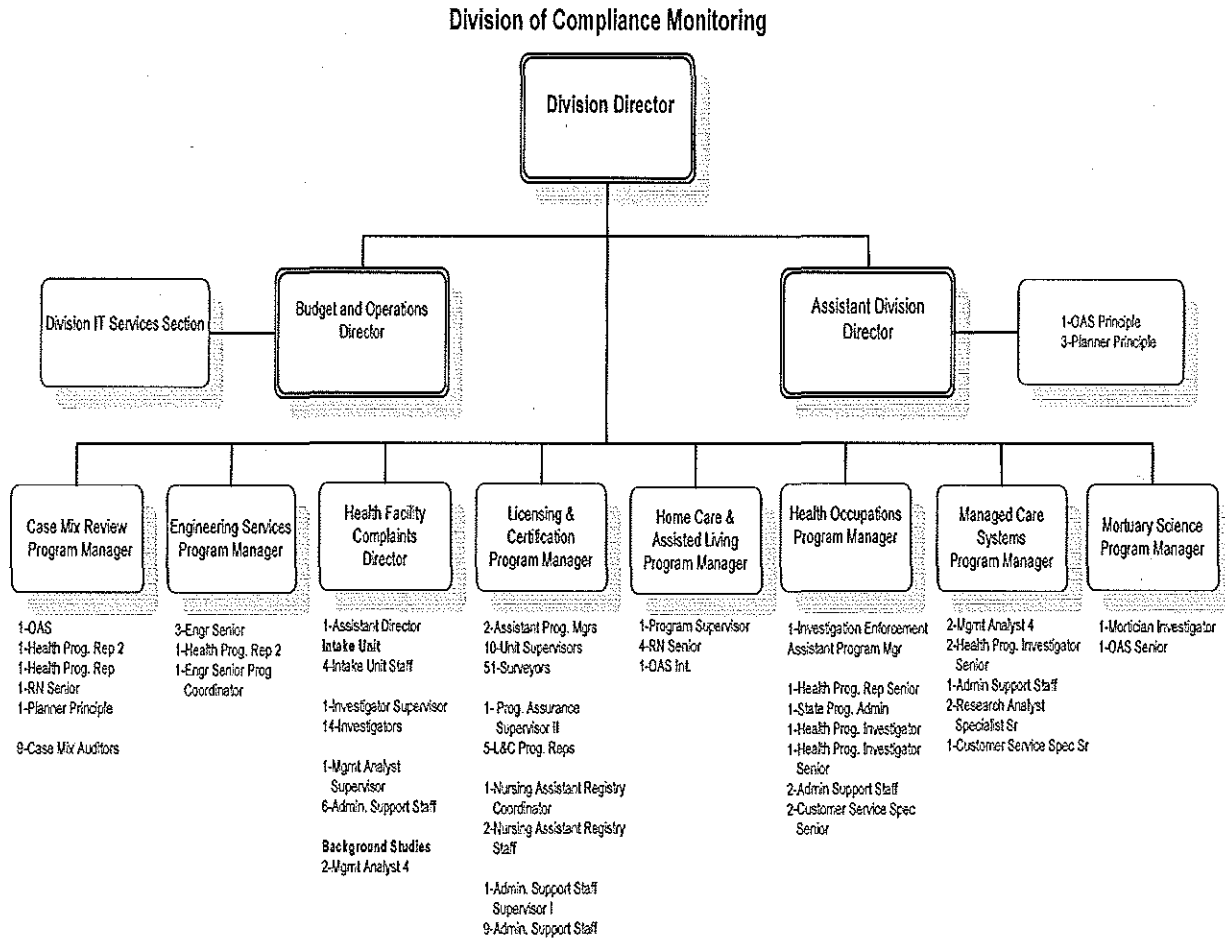 Division of Compliance Monitoring
Division Director
Division IT Services Section
Budget and Operations
Director
Assistant Division
Director
1-OAS Principle
3-Planner Principle
Case Mix Review
Program Manager
1-OAS
1-Health Prog. Rep 2
1-Health Prog. Rep
1-RN Senior
1-Planner Principle
9-Case Mix Auditors
Engineering Services
Program Manager
3-Engr Senior
1-Health Prog. Rep 2
1-Engr Senior Prog
Coordinator
Health Facility
Complaints
Director
1-Assistant Director
Intake Unit
4-Intake Unit Staff
1-Investigator Supervisor
14-Investigators
1-Mgmt Analyst
Supervisor
6-Admin. Support Staff
Background Studies
2-Mgmt Analyst 4
Licensing &
Certification
Program Manager
2-Assistant Prog. Mgrs
10-Unit Supervisors
51-Surveyors
1- Prog. Assurance
Supervisor II
5-L&C Prog. Reps
1-Nursing Assistant Registry
Coordinator
2-Nursing Assistant Registry
Staff
1-Admin. Support Staff
Supervisor I
9-Admin. Support Staff
Home Care &
Assisted Living
Program Manager
1-Program Supervisor
4-RN Senior
1-OAS Int.
Health Occupations
Program Manager
1-Investigation Enforcement
Assistant Program Mgr
1-Health Prog. Rep Senior
1-State Prog. Admin
1-Health Prog. Investigator
1-Health Prog. Investigator
Senior
2-Admin Support Staff
2-Customer Service Spec
Senior
Managed Care
Systems
Program Manager
2-Mgmt Analyst 4
2-Health Prog. Investigator
Senior
1-Admin Support Staff
2-Research Analyst
Specialist Sr
1-Customer Service Spec Sr
Mortuary Science
Program Manager
1-Mortician Investigator
1-OAS Senior